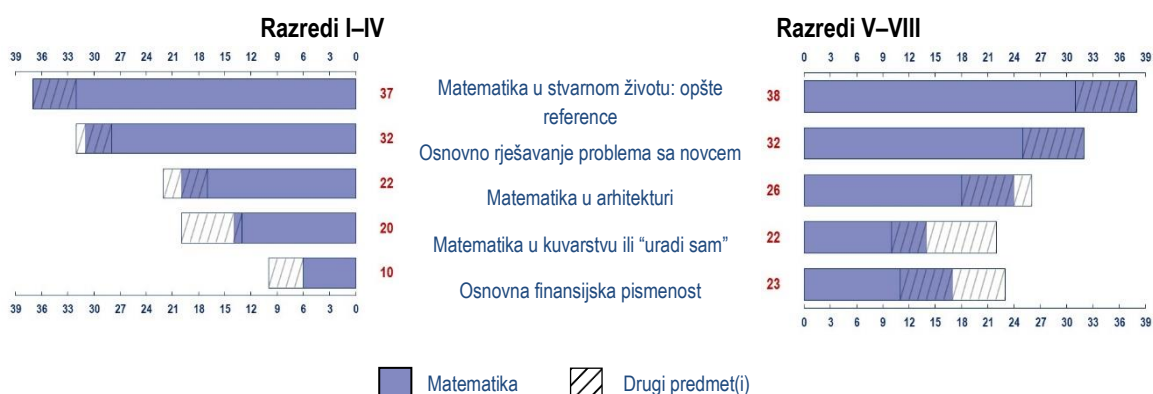 Razredi I–IV
Razredi V–VIII
39 36 33 30 27 24 21 18 15 12 9 6 3 0
0 3 6 9 12 15 18 21 24 27 30 33 36 39
37
Matematika u stvarnom životu: opšte
reference
38
32
Osnovno rješavanje problema sa novcem
32
22
Matematika u arhitekturi
26
20
Matematika u kuvarstvu ili “uradi sam”
22
10
Osnovna finansijska pismenost
23
39 36 33 30 27 24 21 18 15 12 9 6 3 0
0 3 6 9 12 15 18 21 24 27 30 33 36 39
Matematika
Drugi predmet(i)